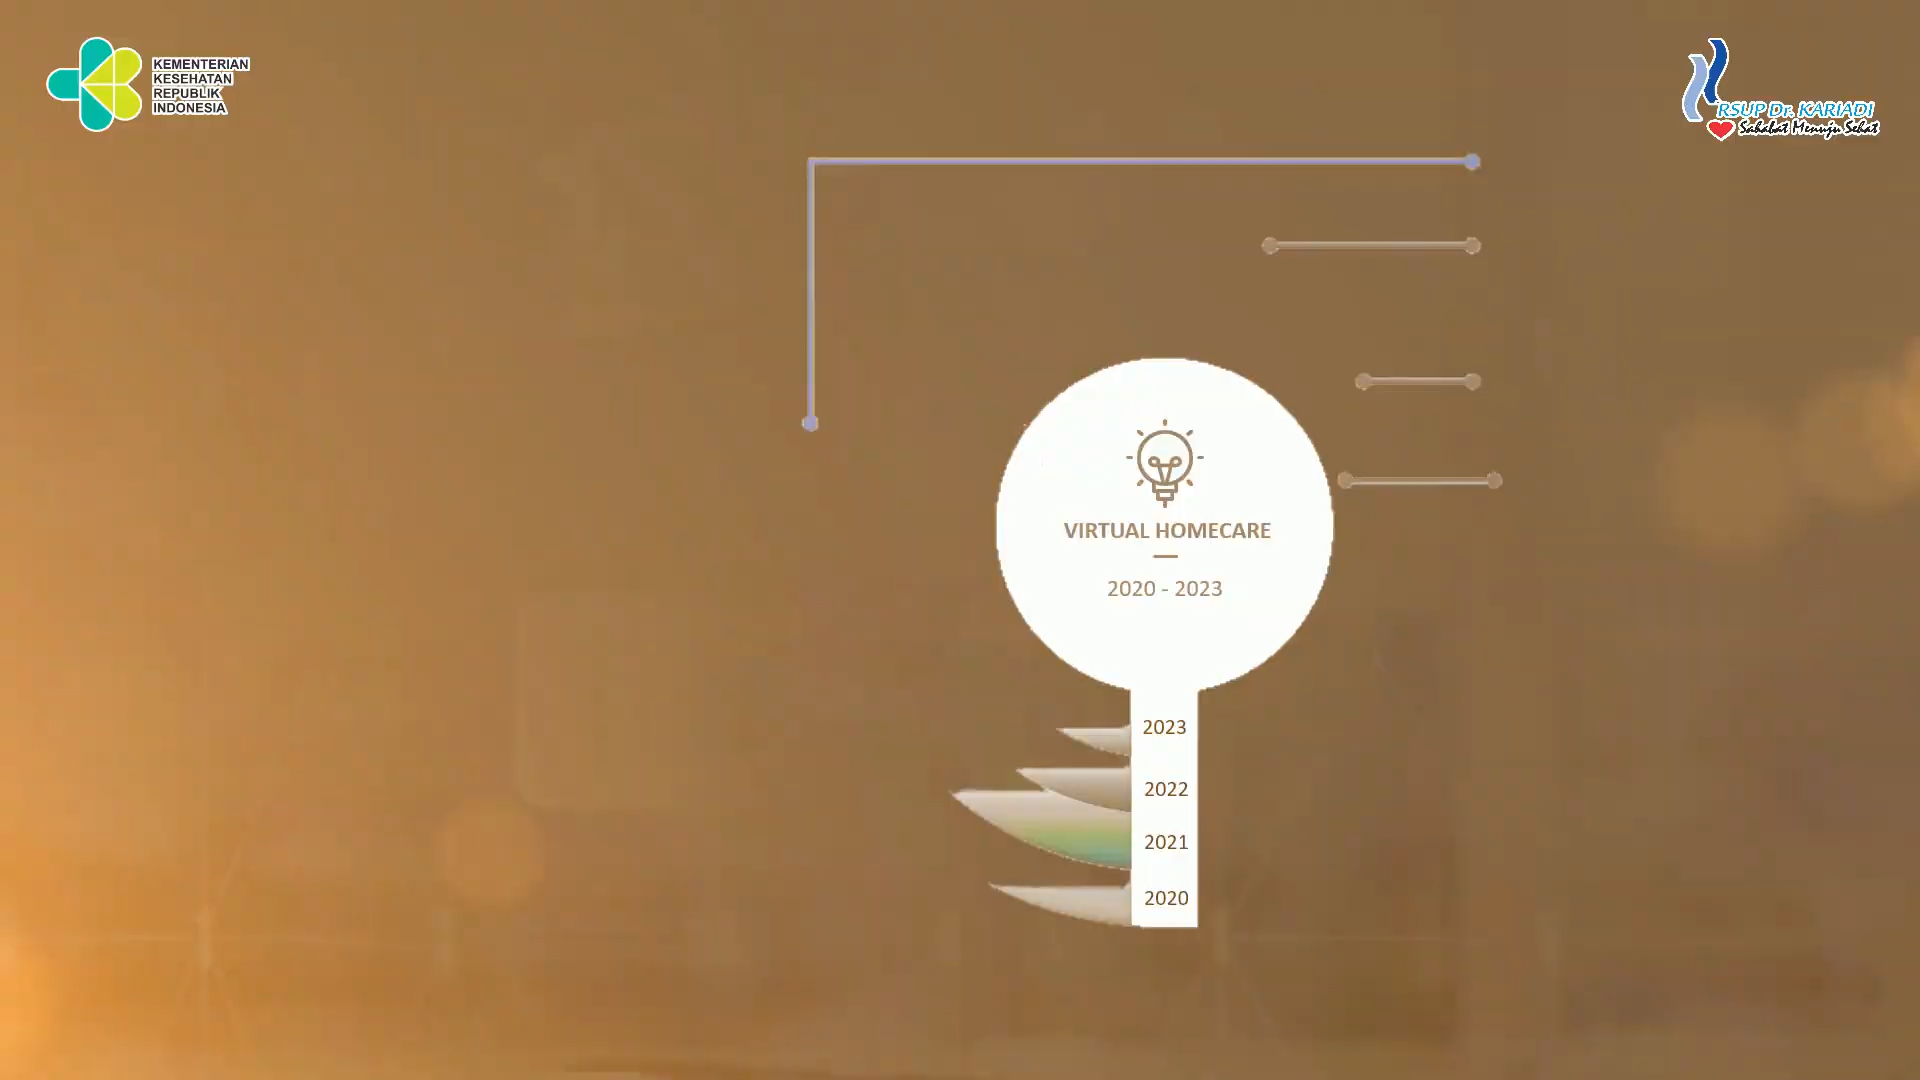 KEMENTERIAN
KESEHATAN
REPUBLIK
INDONESIA
RSUP Dr. KARIADI
Sahabat Menuju Sehat
VIRTUAL HOMECARE
2020 - 2023
2023
2022
2021
2020